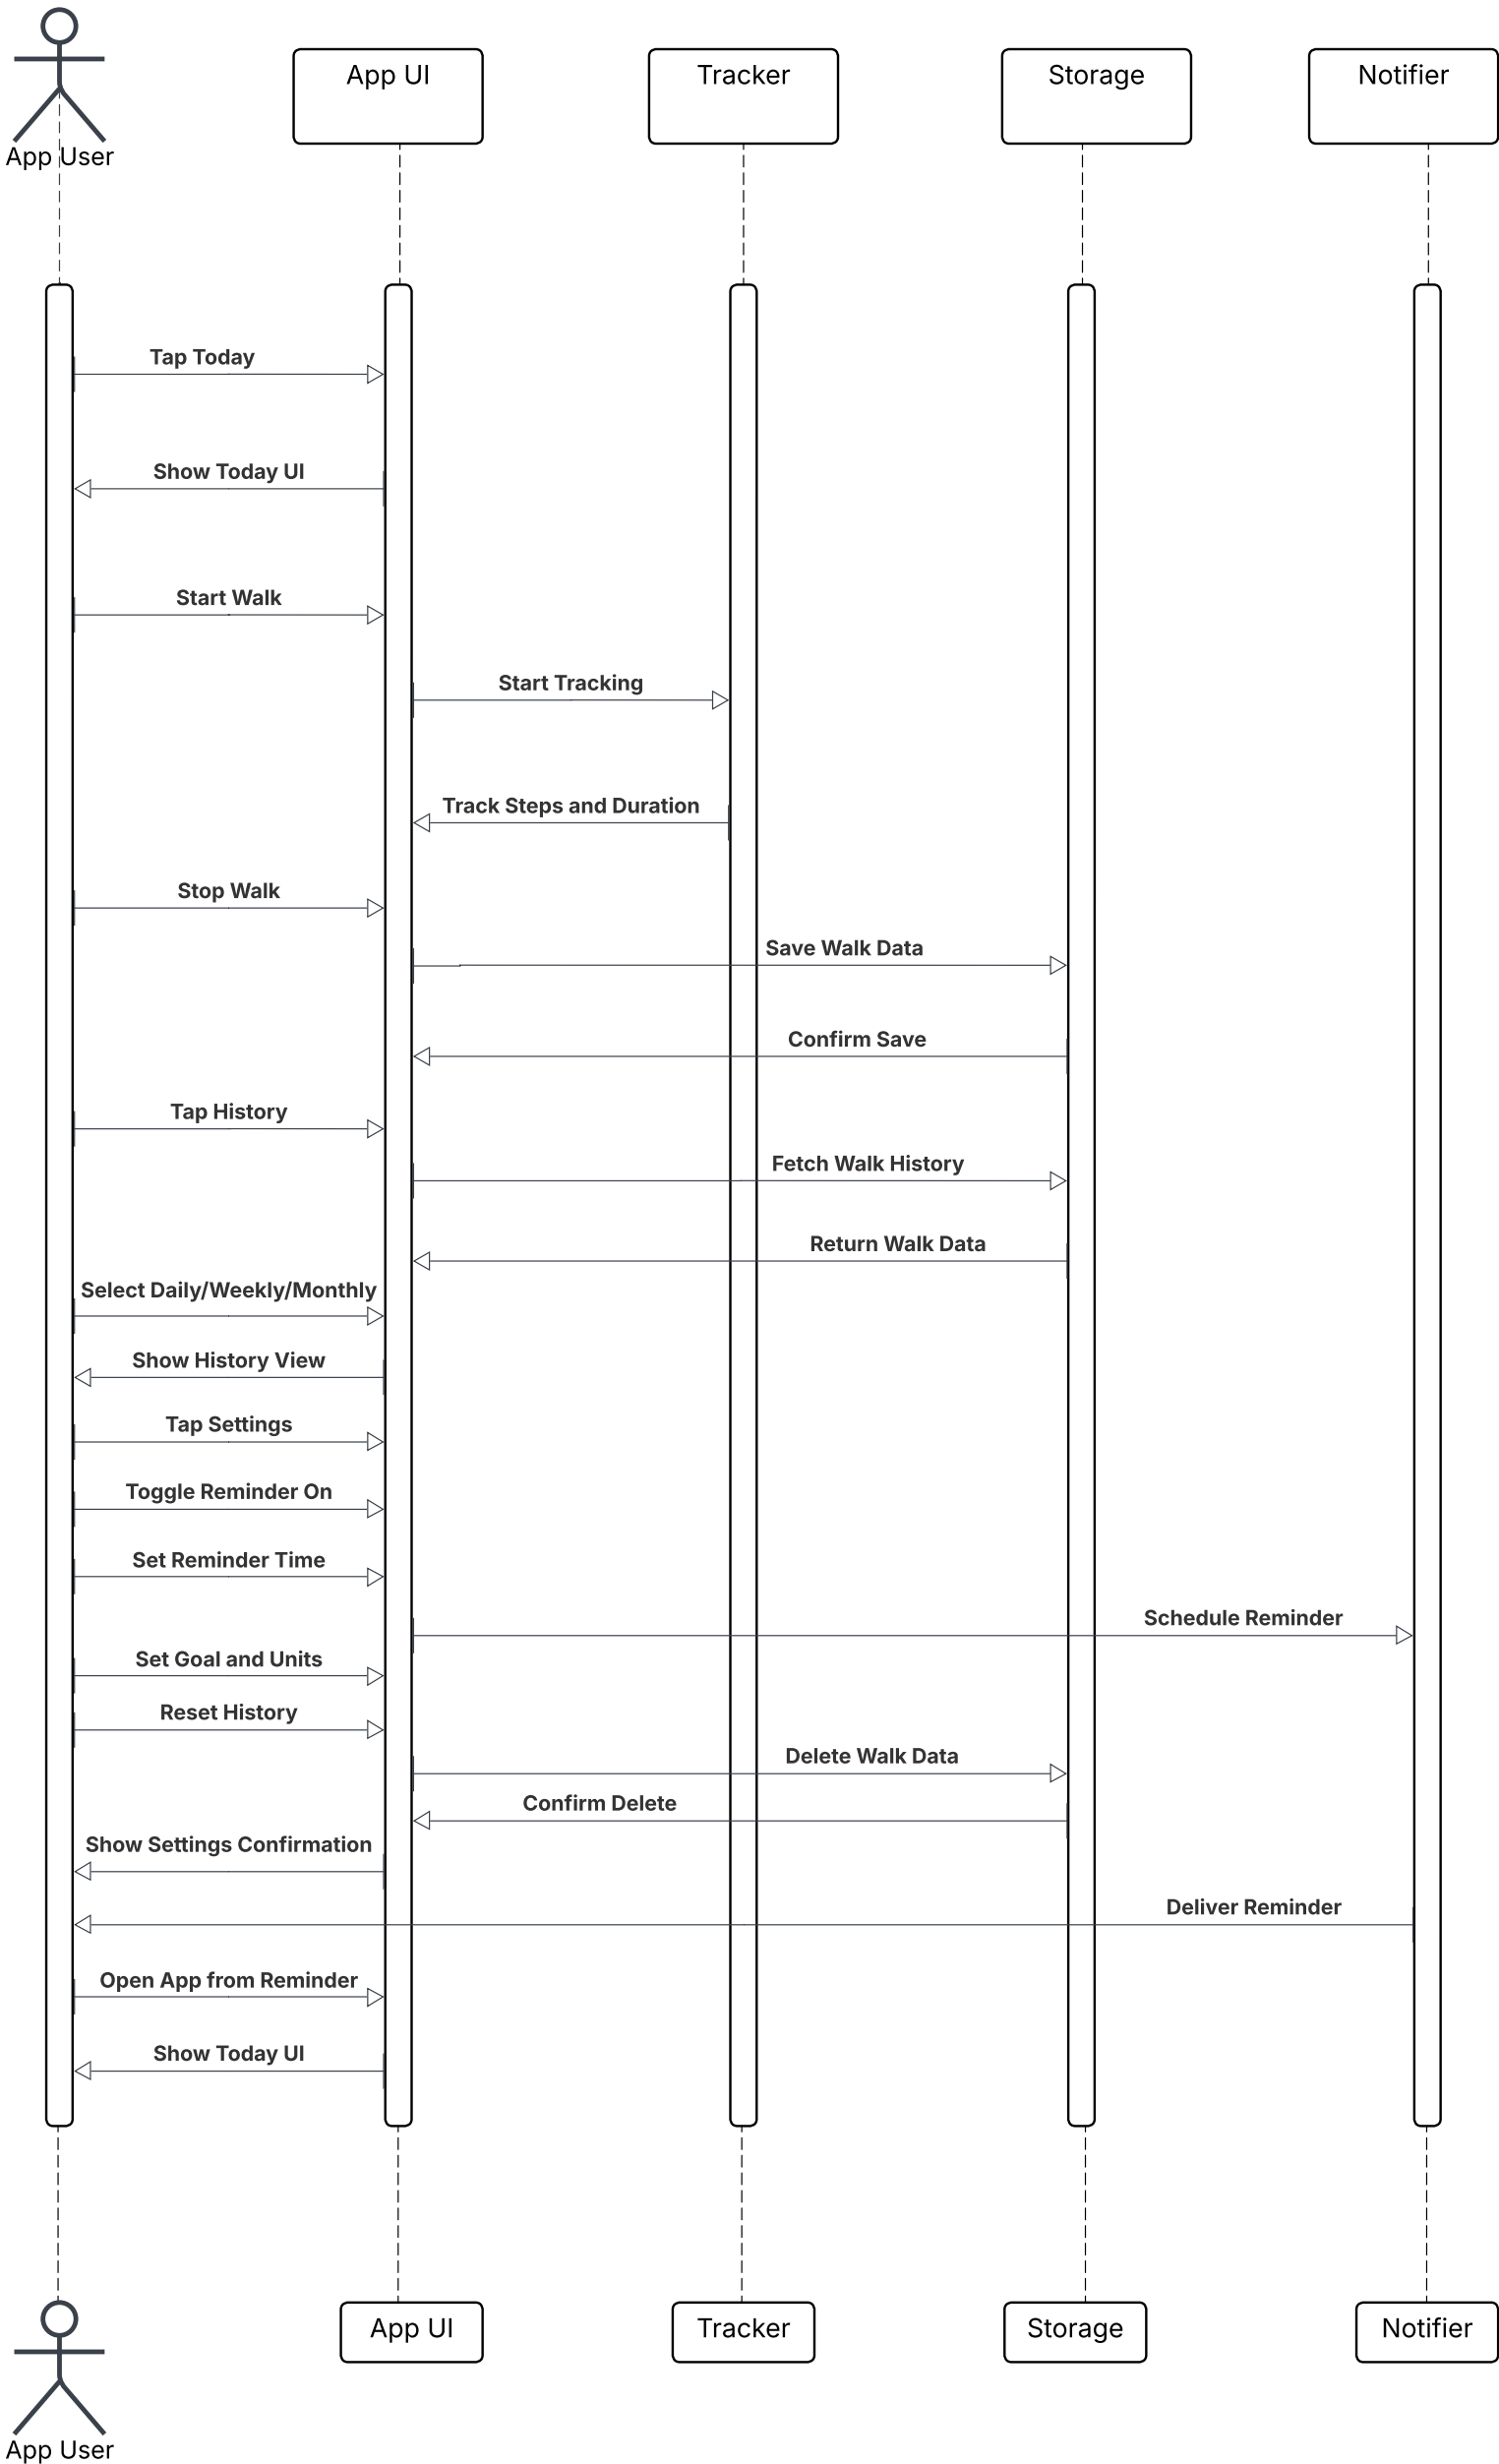 App User
App UI
Tracker
Storage
Notifier
Tap Today
Show Today UI
Start Walk
Start Tracking
Track Steps and Duration
Stop Walk
Save Walk Data
Confirm Save
Tap History
Fetch Walk History
Return Walk Data
Select Daily/Weekly/Monthly
Show History View
Tap Settings
Toggle Reminder On
Set Reminder Time
Schedule Reminder
Set Goal and Units
Reset History
Delete Walk Data
Confirm Delete
Show Settings Confirmation
Deliver Reminder
Open App from Reminder
Show Today UI
App UI
Tracker
Storage
Notifier
App User